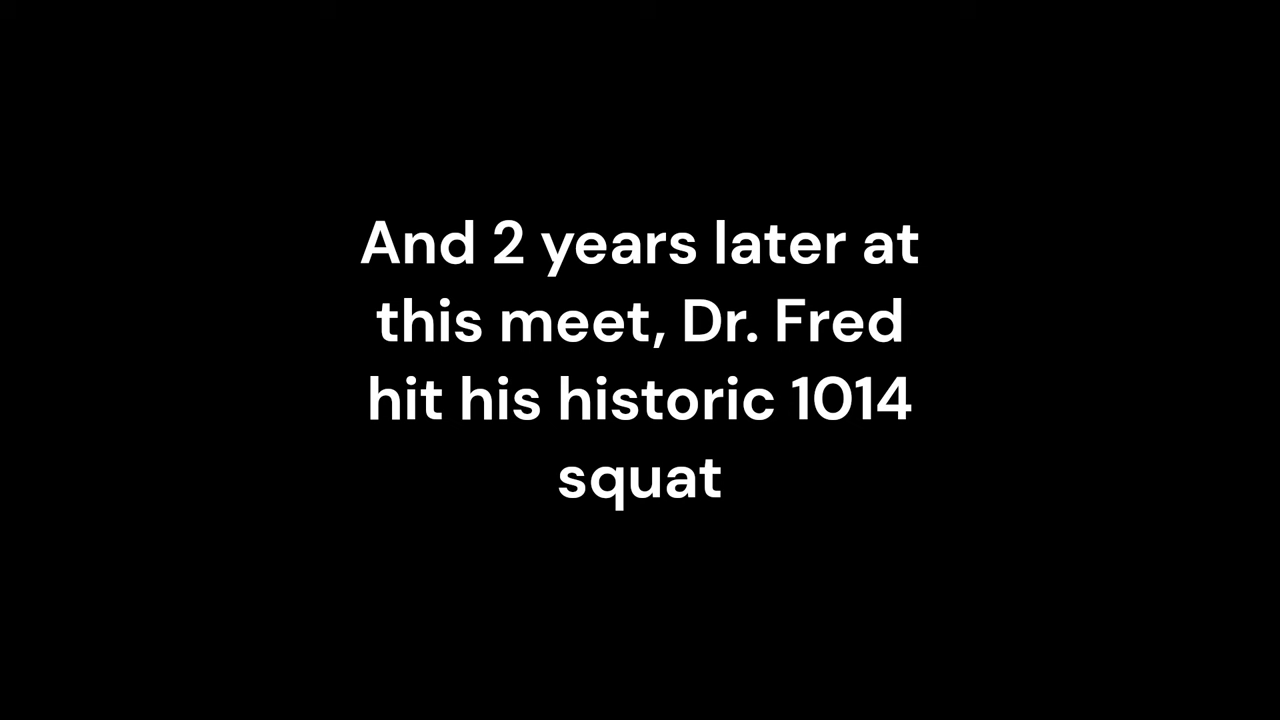 And 2 years later at
this meet, Dr. Fred
hit his historic 1014
squat